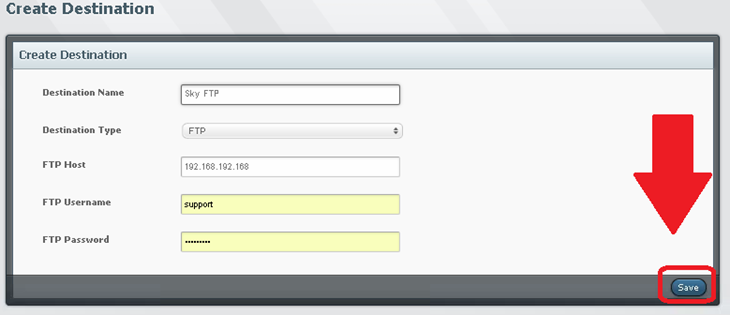 Create Destination
Create Destination
Destination Name Sky FTP
Destination Type FTP
FTP Host 192.168.192.168
FTP Username support
FTP Password •••••••••
Save